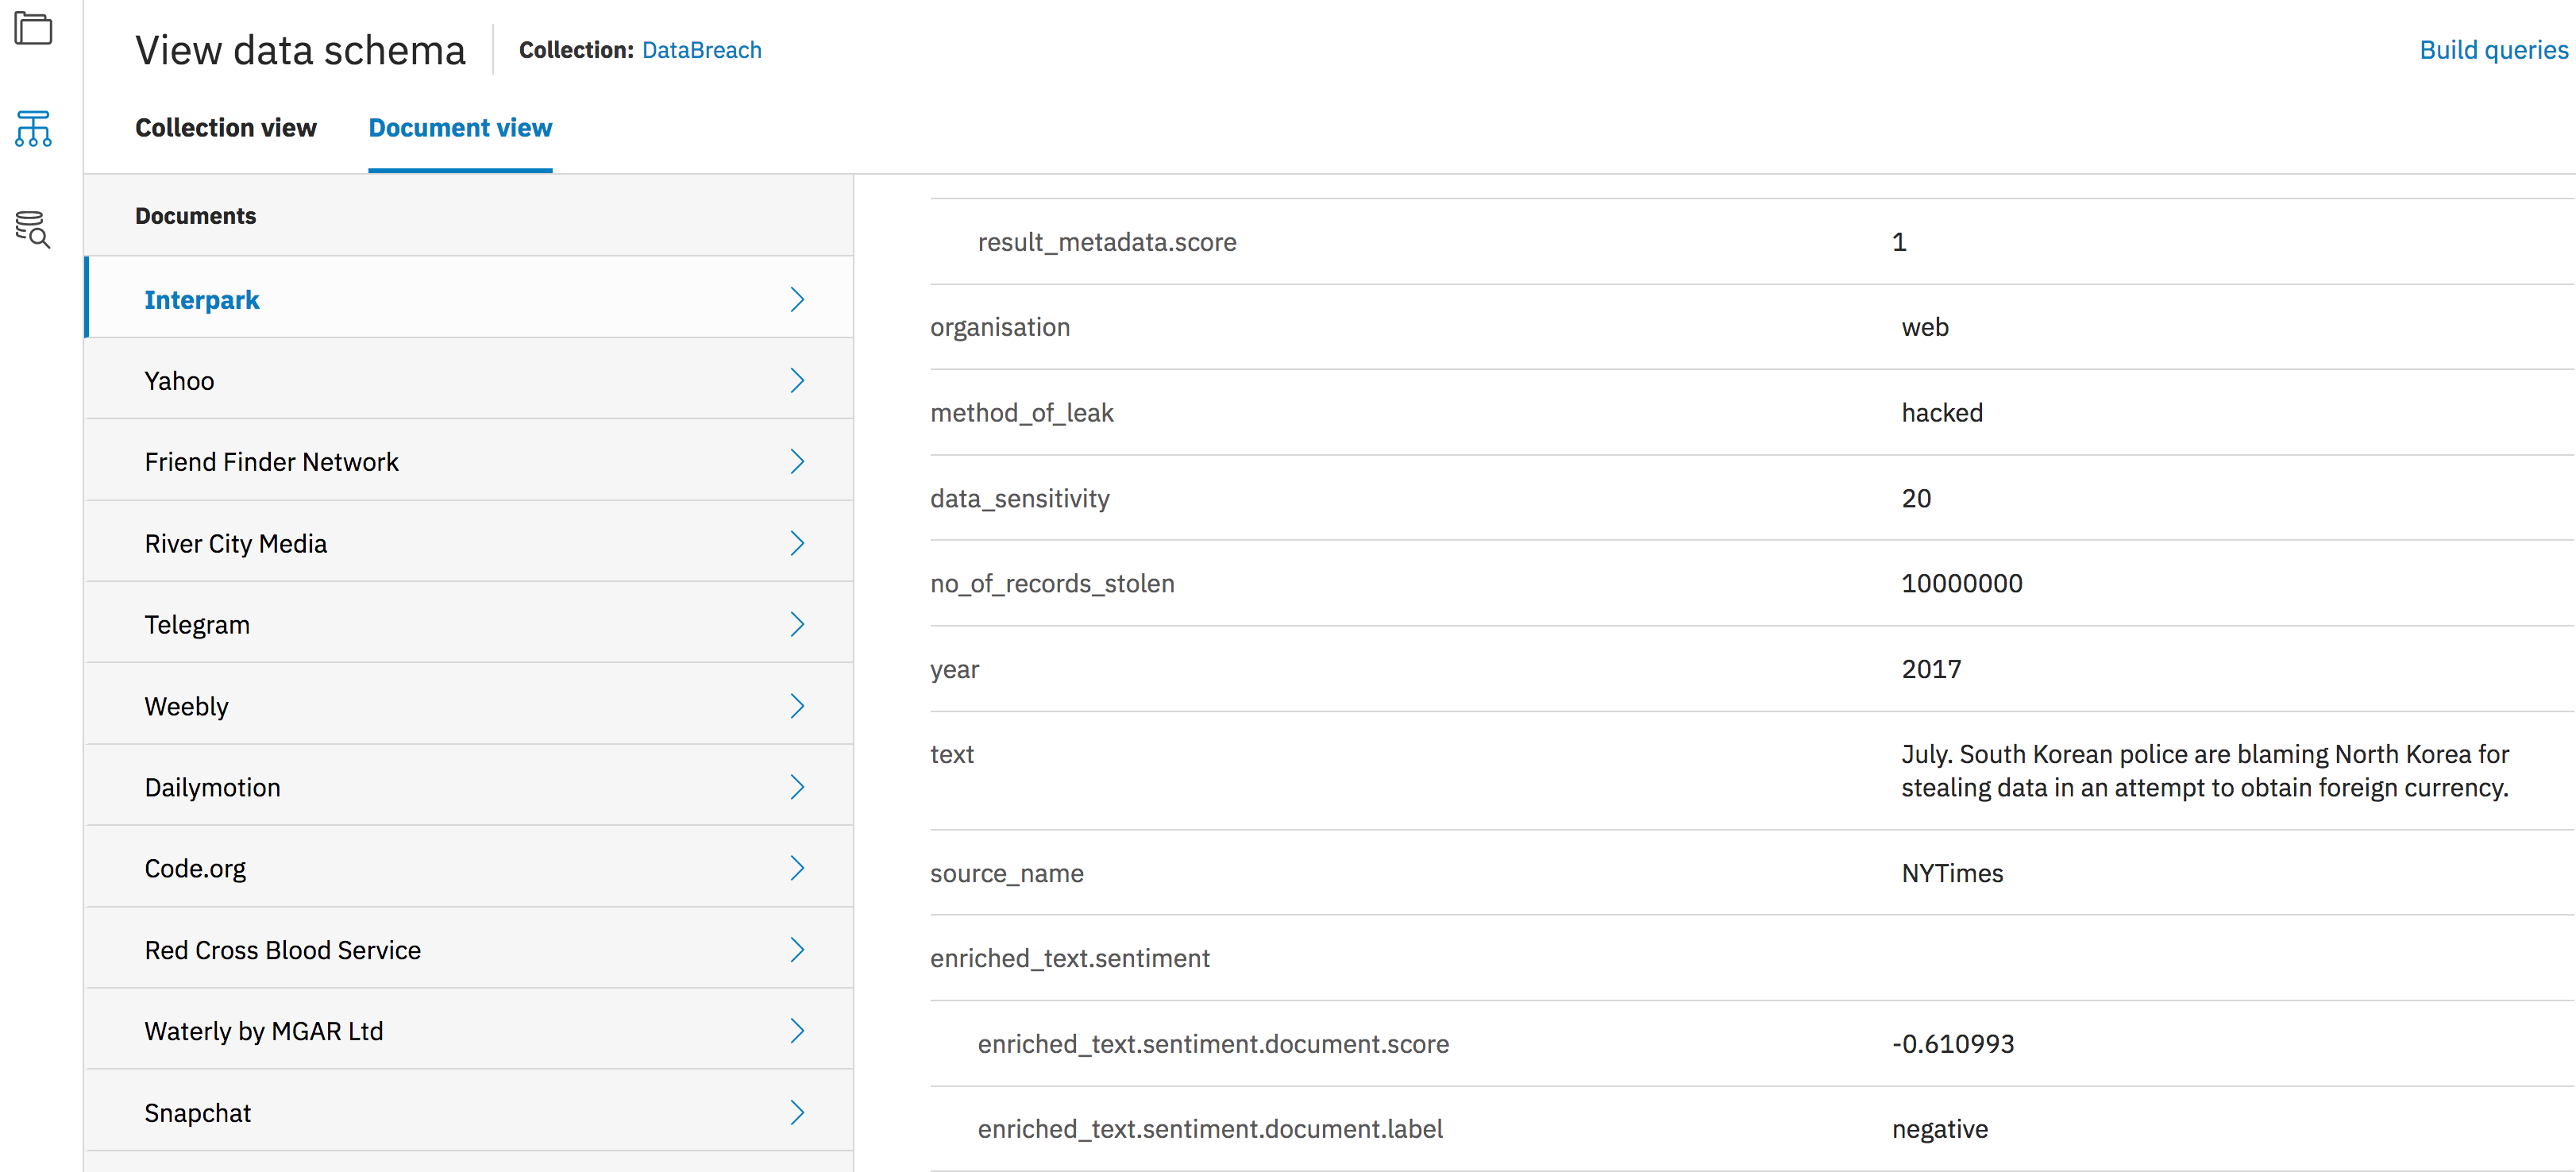 View data schema
Collection: DataBreach
Build queries
Collection view
Document view
Documents
Interpark
Yahoo
Friend Finder Network
River City Media
Telegram
Weebly
Dailymotion
Code.org
Red Cross Blood Service
Waterly by MGAR Ltd
Snapchat
result_metadata.score 1
organisation web
method_of_leak hacked
data_sensitivity 20
no_of_records_stolen 10000000
year 2017
text July. South Korean police are blaming North Korea for
stealing data in an attempt to obtain foreign currency.
source_name NYTimes
enriched_text.sentiment
enriched_text.sentiment.document.score -0.610993
enriched_text.sentiment.document.label negative